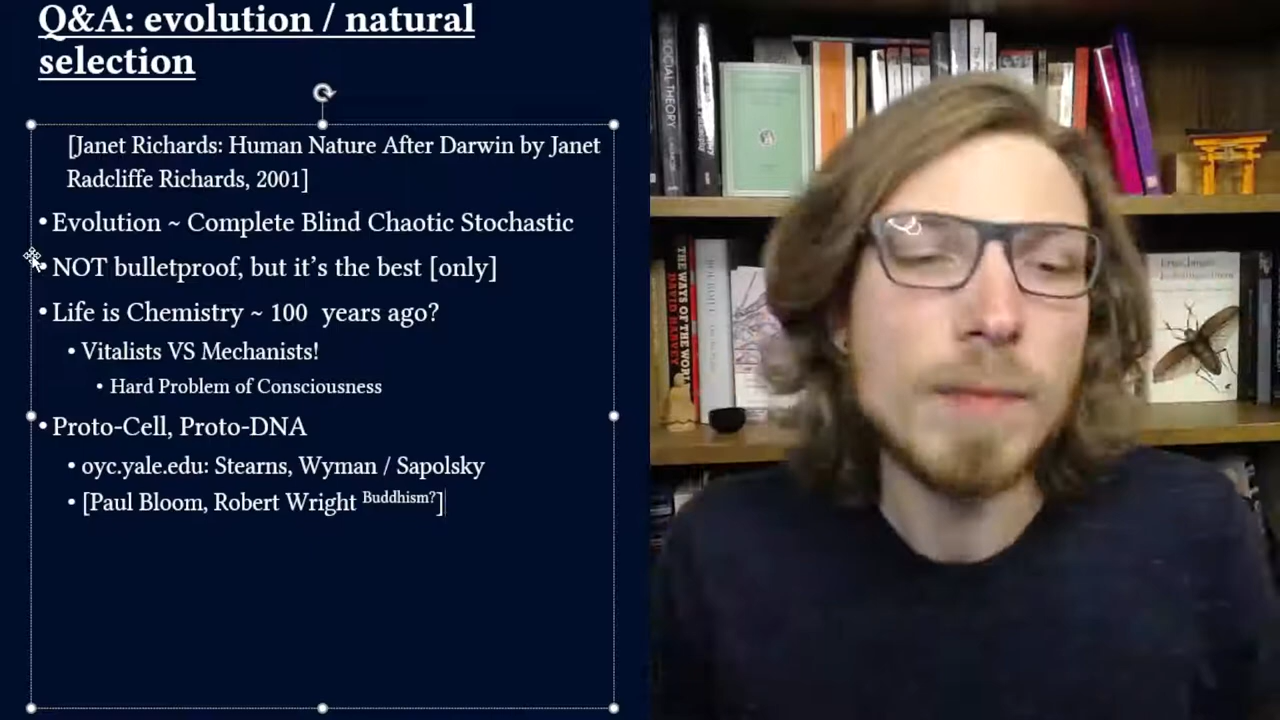 Q&A: evolution / natural
selection
[Janet Richards: Human Nature After Darwin by Janet
Radcliffe Richards, 2001]
• Evolution ~ Complete Blind Chaotic Stochastic
• NOT bulletproof, but it’s the best [only]
• Life is Chemistry ~ 100  years ago?
• Vitalists VS Mechanists!
• Hard Problem of Consciousness
• Proto-Cell, Proto-DNA
• oyc.yale.edu: Stearns, Wyman / Sapolsky
• [Paul Bloom, Robert Wright Buddhism?]
SOCIAL THEORY
THE WAYS OF THE WORLD
DAVID HARVEY